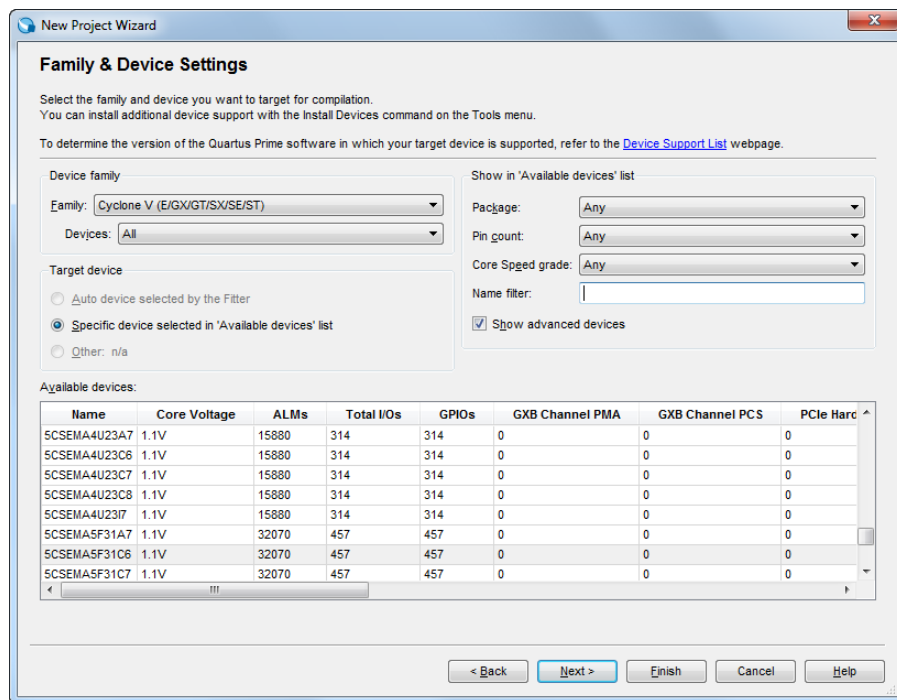 New Project Wizard
Family & Device Settings
Select the family and device you want to target for compilation.
You can install additional device support with the Install Devices command on the Tools menu.
To determine the version of the Quartus Prime software in which your target device is supported, refer to the Device Support List webpage.
Device family
Family: Cyclone V (E/GX/GT/SX/SE/ST)
Devices: All
Show in 'Available devices' list
Package: Any
Pin count: Any
Core Speed grade: Any
Name filter:
Show advanced devices
Target device
Auto device selected by the Fitter
Specific device selected in 'Available devices' list
Other: n/a
Available devices:
Name Core Voltage ALMs Total I/Os GPIOs GXB Channel PMA GXB Channel PCS PCIe Hard
5CSEMA4U23A7 1.1V 15880 314 314 0 0 0
5CSEMA4U23C6 1.1V 15880 314 314 0 0 0
5CSEMA4U23C7 1.1V 15880 314 314 0 0 0
5CSEMA4U23C8 1.1V 15880 314 314 0 0 0
5CSEMA4U23I7 1.1V 15880 314 314 0 0 0
5CSEMA5F31A7 1.1V 32070 457 457 0 0 0
5CSEMA5F31C6 1.1V 32070 457 457 0 0 0
5CSEMA5F31C7 1.1V 32070 457 457 0 0 0
< Back Next > Finish Cancel Help